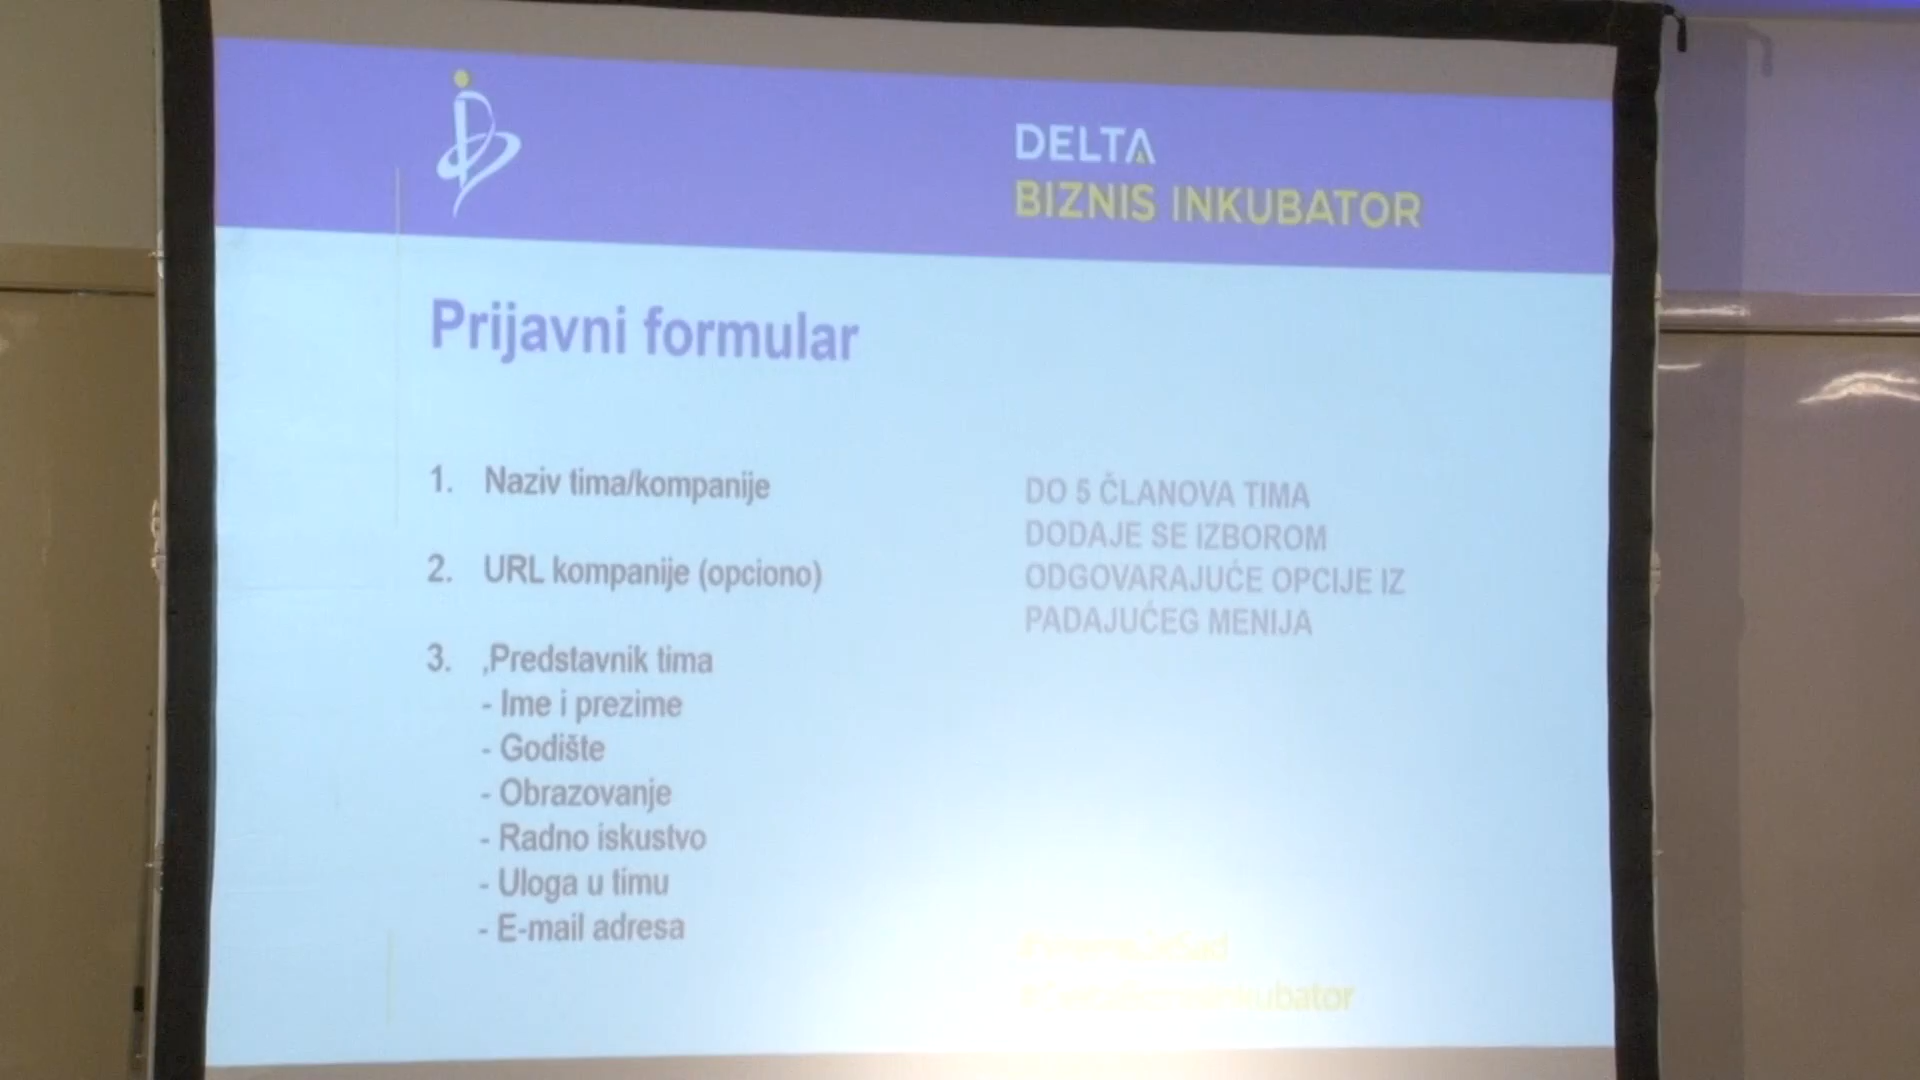 DELTA
BIZNIS INKUBATOR
Prijavni formular
1. Naziv tima/kompanije
2. URL kompanije (opciono)
3. ,Predstavnik tima
- Ime i prezime
- Godište
- Obrazovanje
- Radno iskustvo
- Uloga u timu
- E-mail adresa
DO 5 ČLANOVA TIMA
DODAJE SE IZBOROM
ODGOVARAJUĆE OPCIJE IZ
PADAJUĆEG MENIJA